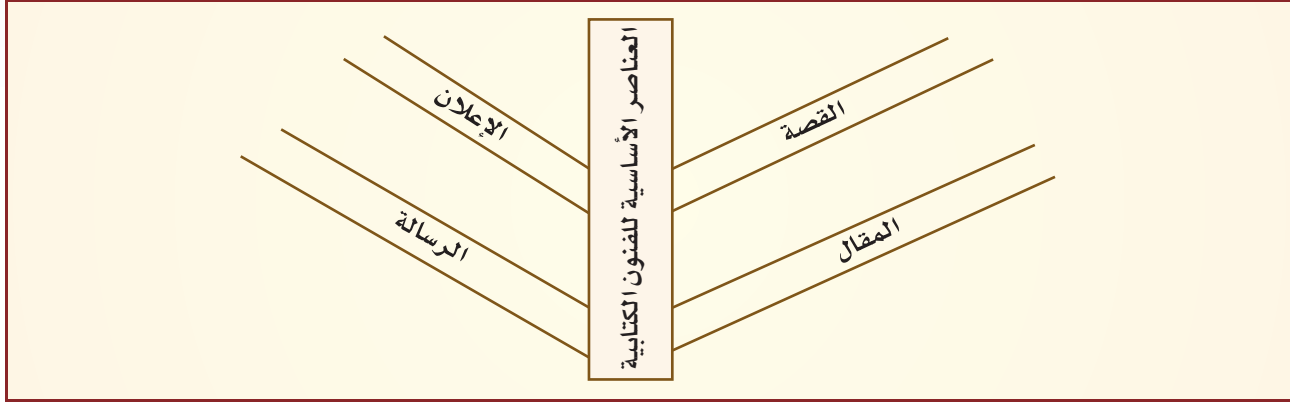 العناصر الأساسية للفنون الكتابية
القصة
الإعلان
المقال
الرسالة